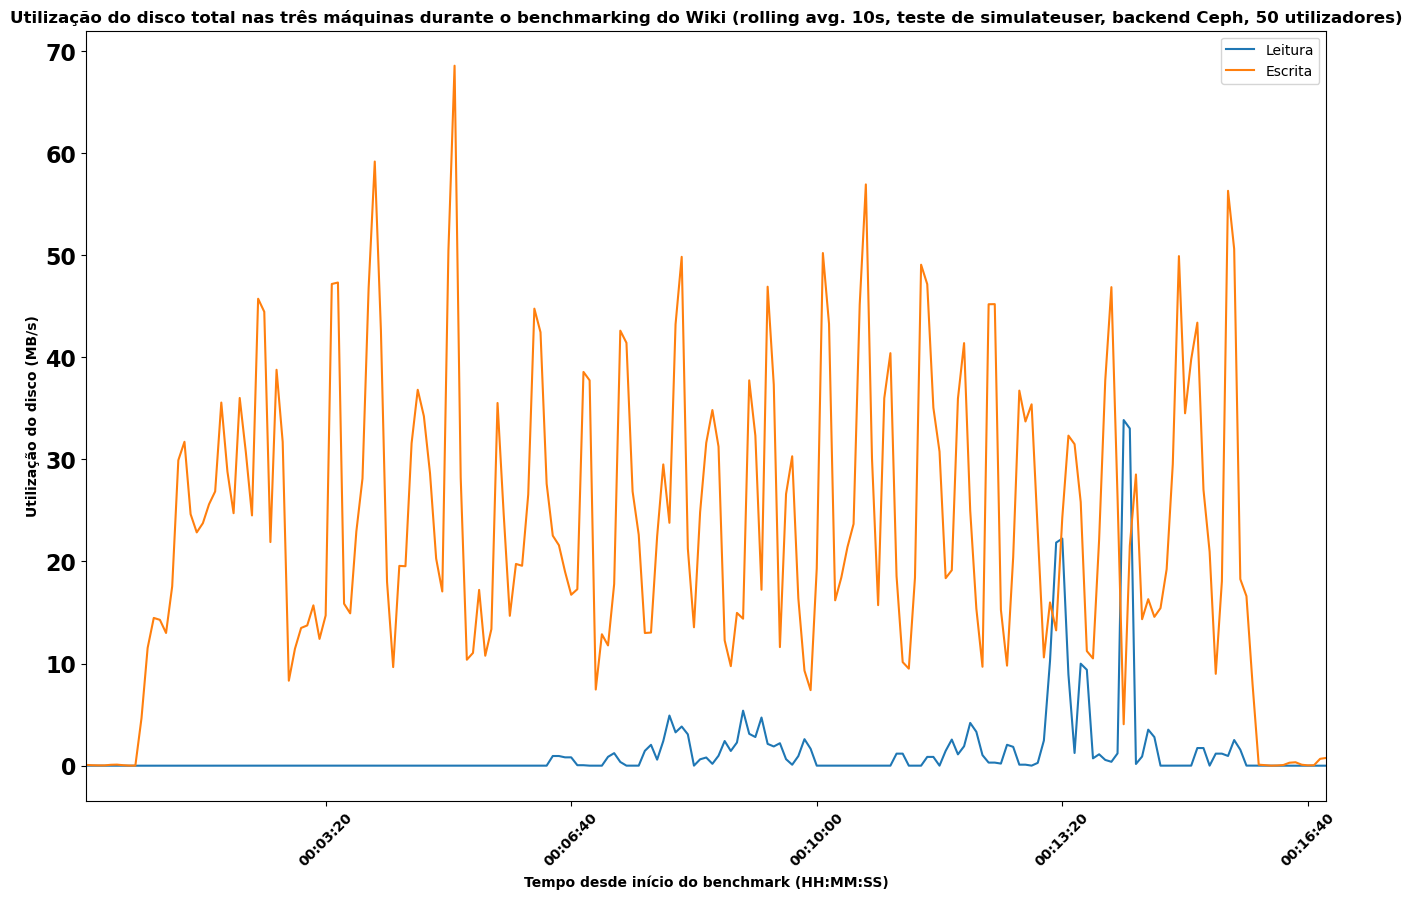 Utilização do disco total nas três máquinas durante o benchmarking do Wiki (rolling avg. 10s, teste de simulateuser, backend Ceph, 50 utilizadores)
Leitura
Escrita
Utilização do disco (MB/s)
70
60
50
40
30
20
10
0
00:03:20
00:06:40
00:10:00
00:13:20
00:16:40
Tempo desde início do benchmark (HH:MM:SS)